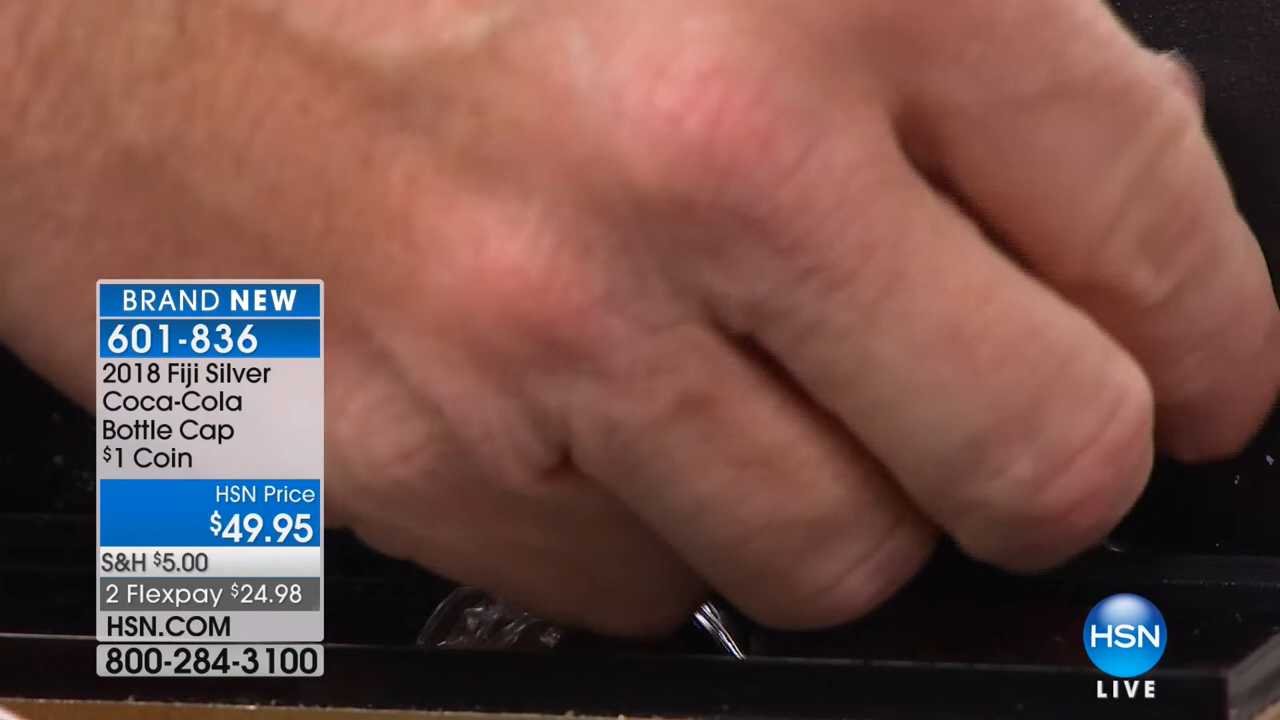 BRAND NEW
601-836
2018 Fiji Silver
Coca-Cola
Bottle Cap
$1 Coin
HSN Price
$49.95
S&H $5.00
2 Flexpay $24.98
HSN.COM
800-284-3100
HSN
LIVE